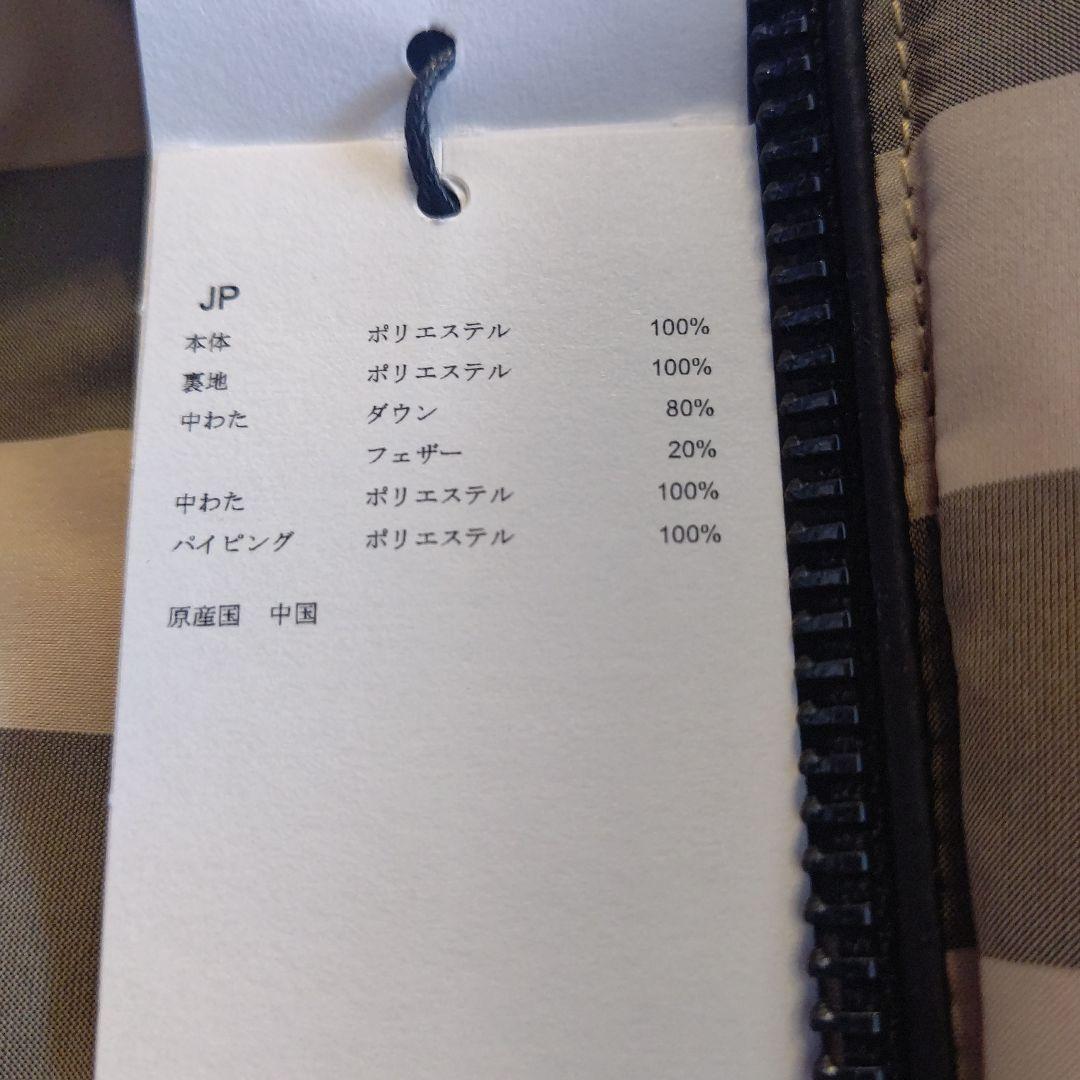 JP
本体 ポリエステル 100%
裏地 ポリエステル 100%
中わた ダウン 80%
フェザー 20%
中わた ポリエステル 100%
パイピング ポリエステル 100%
原産国 中国